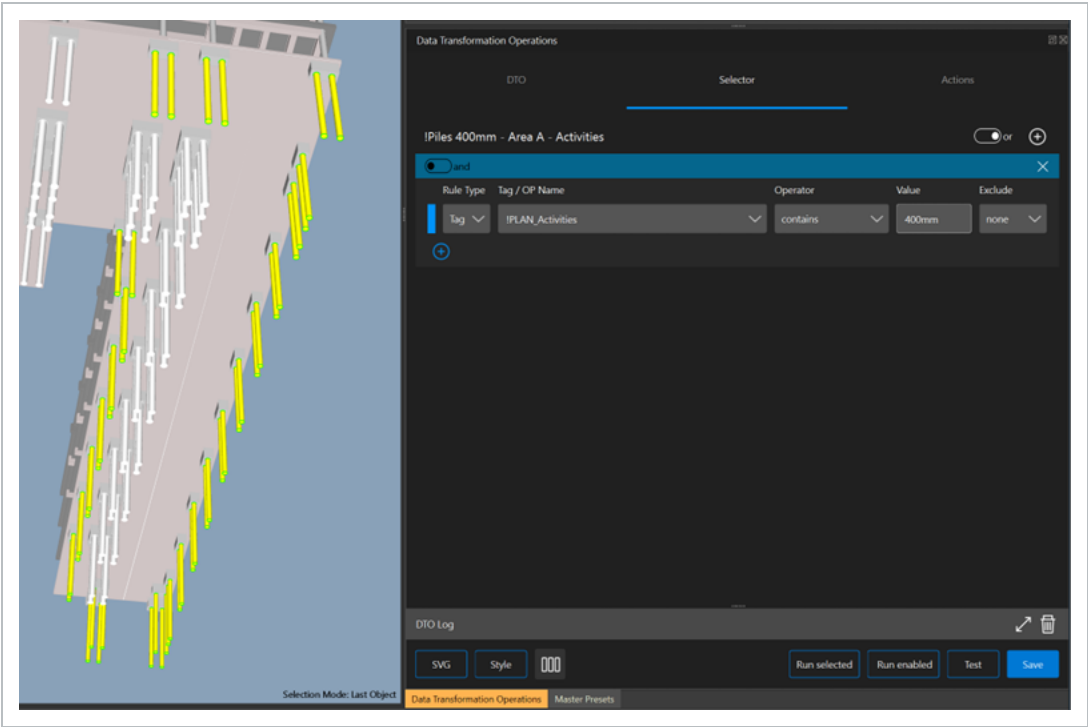 Data Transformation Operations
DTO Selector Actions
!Piles 400mm - Area A - Activities or
and
Rule Type Tag / OP Name Operator Value Exclude
Tag !PLAN_Activities contains 400mm none
DTO Log
SVG Style Run selected Run enabled Test Save
Selection Mode: Last Object
Data Transformation Operations Master Presets